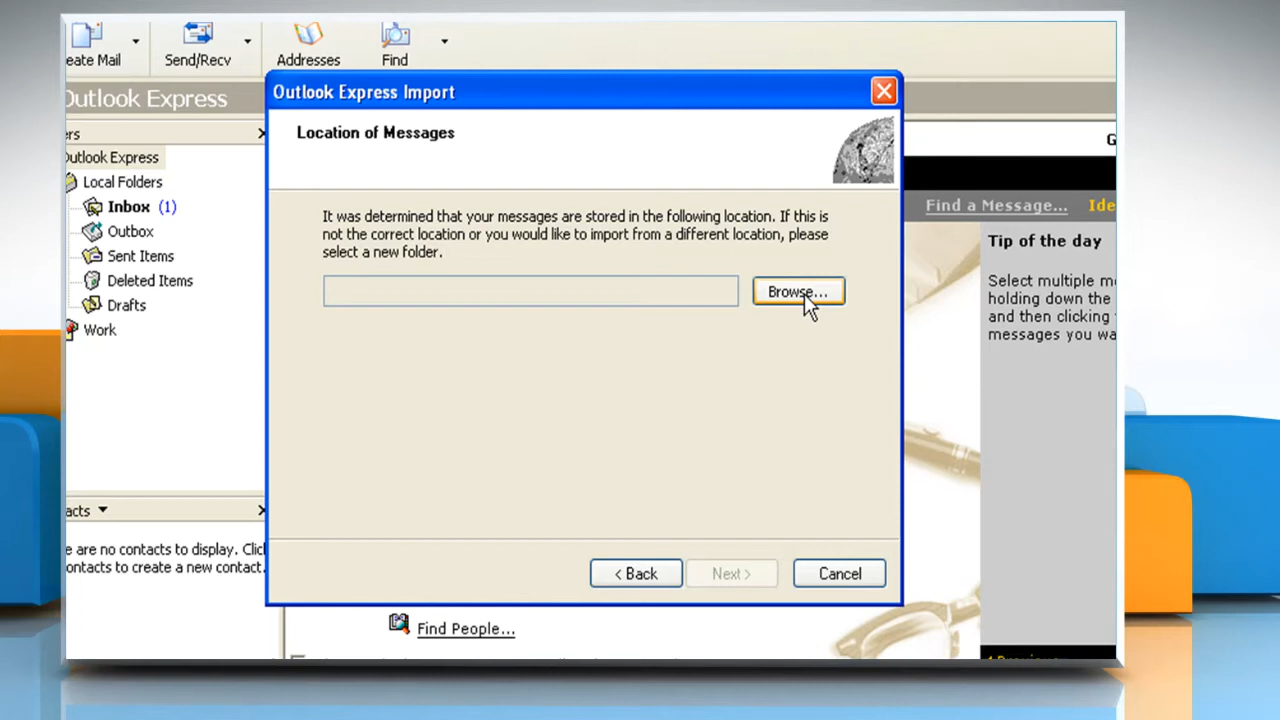 eate Mail
Send/Recv
Addresses
Find
Outlook Express
Outlook Express Import
Location of Messages
It was determined that your messages are stored in the following location. If this is
not the correct location or you would like to import from a different location, please
select a new folder.
Browse...
< Back
Next >
Cancel
ers
Outlook Express
Local Folders
Inbox (1)
Outbox
Sent Items
Deleted Items
Drafts
Work
acts
e are no contacts to display. Clic
ontacts to create a new contact.
Find People...
G
Find a Message... Ide
Tip of the day
Select multiple me
holding down the
and then clicking
messages you wa